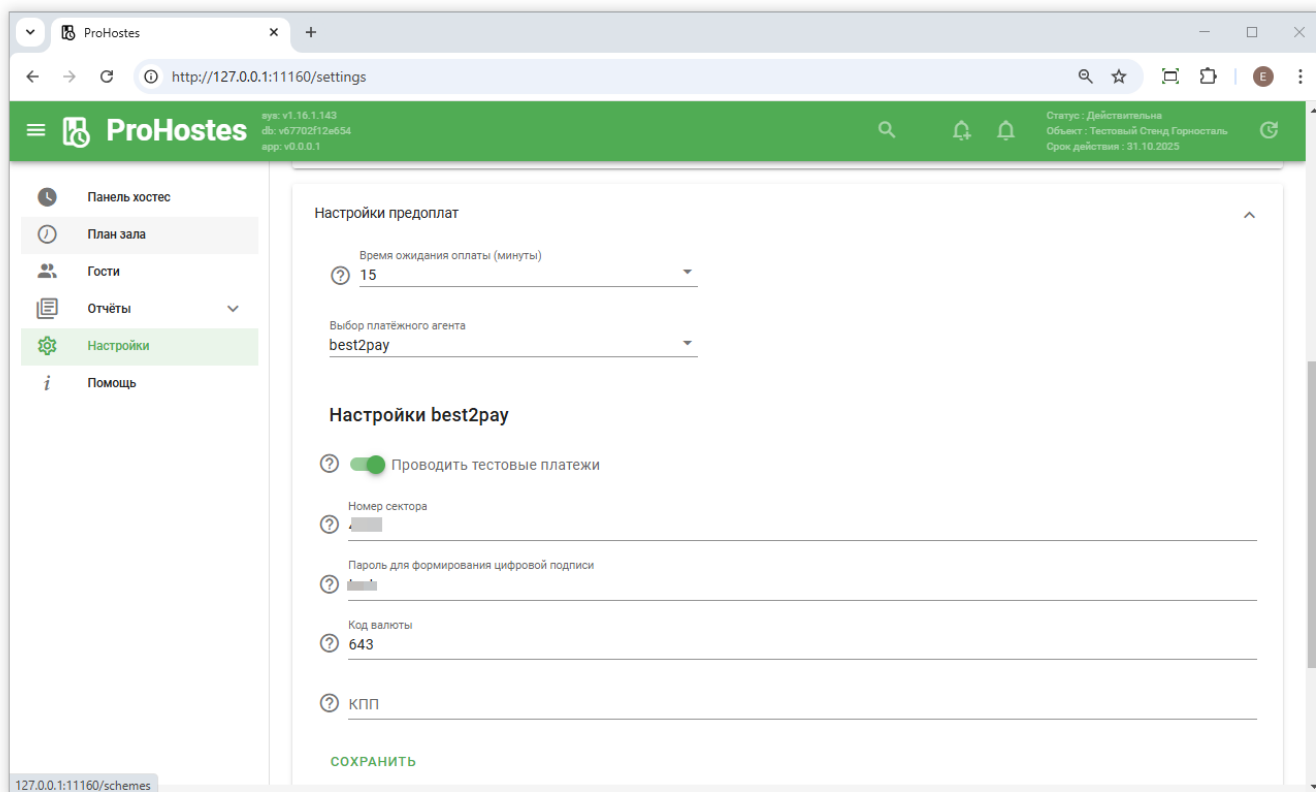 ProHostes
http://127.0.0.1:11160/settings
E
ProHostes
sys: v1.16.1.143
db: v67702f12e654
app: v0.0.0.1
Статус : Действительна
Объект : Тестовый Стенд Горносталь
Срок действия : 31.10.2025
Панель хостес
План зала
Гости
Отчёты
Настройки
Помощь
Настройки предоплат
Время ожидания оплаты (минуты)
15
Выбор платёжного агента
best2pay
Настройки best2pay
Проводить тестовые платежи
Номер сектора
Пароль для формирования цифровой подписи
Код валюты
643
КПП
СОХРАНИТЬ
127.0.0.1:11160/schemes